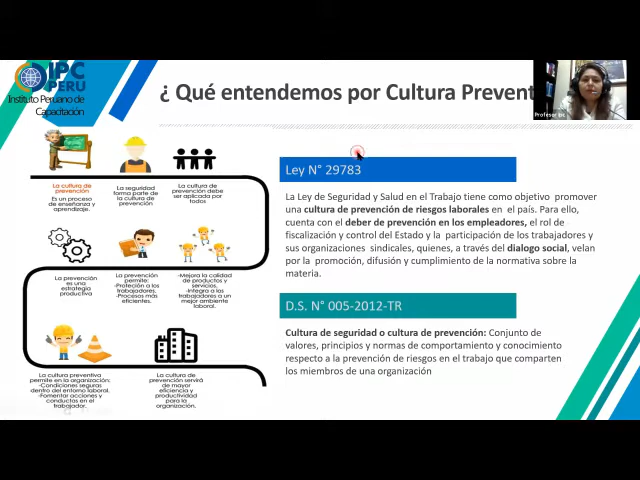 IPC
PERÚ
Instituto Peruano de
Capacitación
¿ Qué entendemos por Cultura Prevent
Profesor ipc
La cultura de
prevención
Es un proceso
de enseñanza y
aprendizaje.
La seguridad
forma parte de
la cultura de
prevención
La cultura de
prevención debe
ser aplicada por
todos
La prevención
es una
estrategia
productiva
La prevención
permite:
-Protección a los
trabajadores.
-Procesos más
eficientes.
-Mejora la calidad
de productos y
servicios.
-Integra a los
trabajadores a un
mejor ambiente
laboral.
La cultura preventiva
permite en la organización:
-Condiciones seguras
dentro del entorno laboral.
-Fomentar acciones y
conductas en el
trabajador.
La cultura de
prevención servirá
de mayor
eficiencia y
productividad
para la
organización.
Ley N° 29783
La Ley de Seguridad y Salud en el Trabajo tiene como objetivo promover
una cultura de prevención de riesgos laborales en el país. Para ello,
cuenta con el deber de prevención en los empleadores, el rol de
fiscalización y control del Estado y la participación de los trabajadores y
sus organizaciones sindicales, quienes, a través del dialogo social, velan
por la promoción, difusión y cumplimiento de la normativa sobre la
materia.
D.S. N° 005-2012-TR
Cultura de seguridad o cultura de prevención: Conjunto de
valores, principios y normas de comportamiento y conocimiento
respecto a la prevención de riesgos en el trabajo que comparten
los miembros de una organización